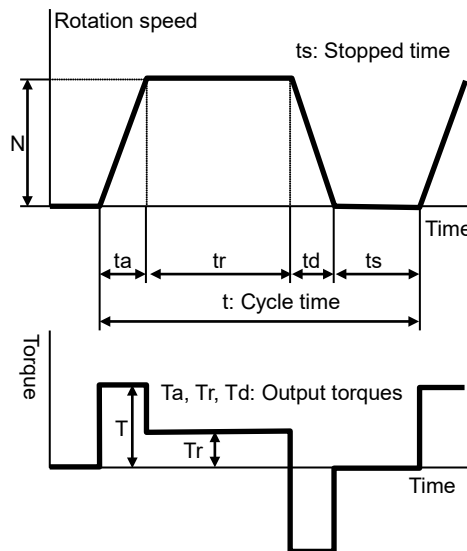 Rotation speed
ts: Stopped time
N
Time
ta
tr
td
ts
t: Cycle time
Torque
Ta, Tr, Td: Output torques
T
Tr
Time